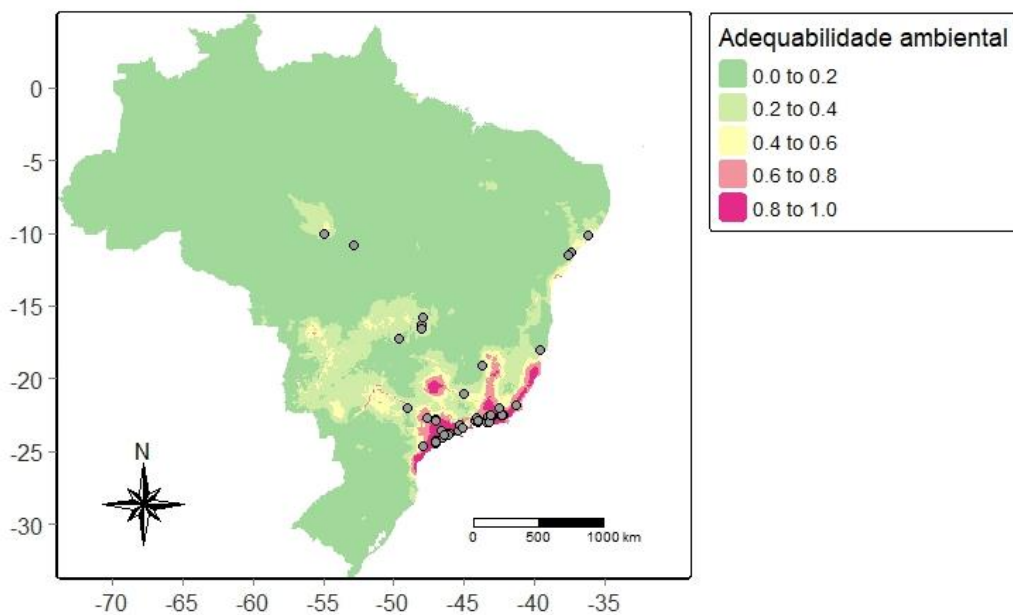 Adequabilidade ambiental
0.0 to 0.2
0.2 to 0.4
0.4 to 0.6
0.6 to 0.8
0.8 to 1.0
0
-5
-10
-15
-20
-25
-30
N
0 500 1000 km
-70 -65 -60 -55 -50 -45 -40 -35